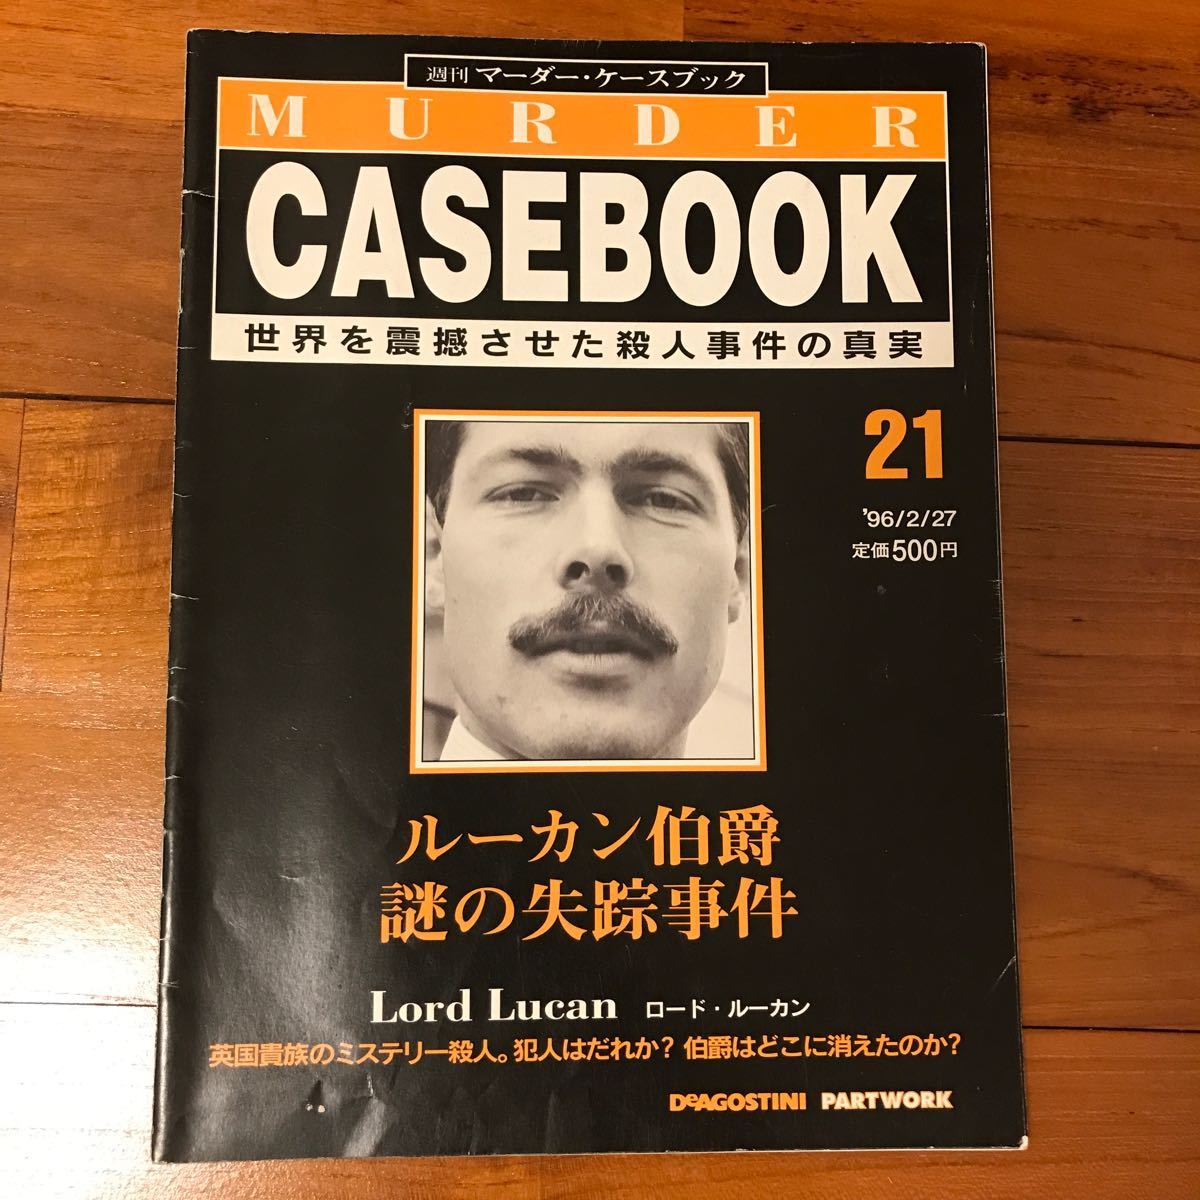 週刊 マーダー・ケースブック
MURDER
CASEBOOK
世界を震撼させた殺人事件の真実
21
'96/2/27
定価500円
ルーカン伯爵
謎の失踪事件
Lord Lucan ロード・ルーカン
英国貴族のミステリー殺人。犯人はだれか? 伯爵はどこに消えたのか?
DeAGOSTINI PARTWORK